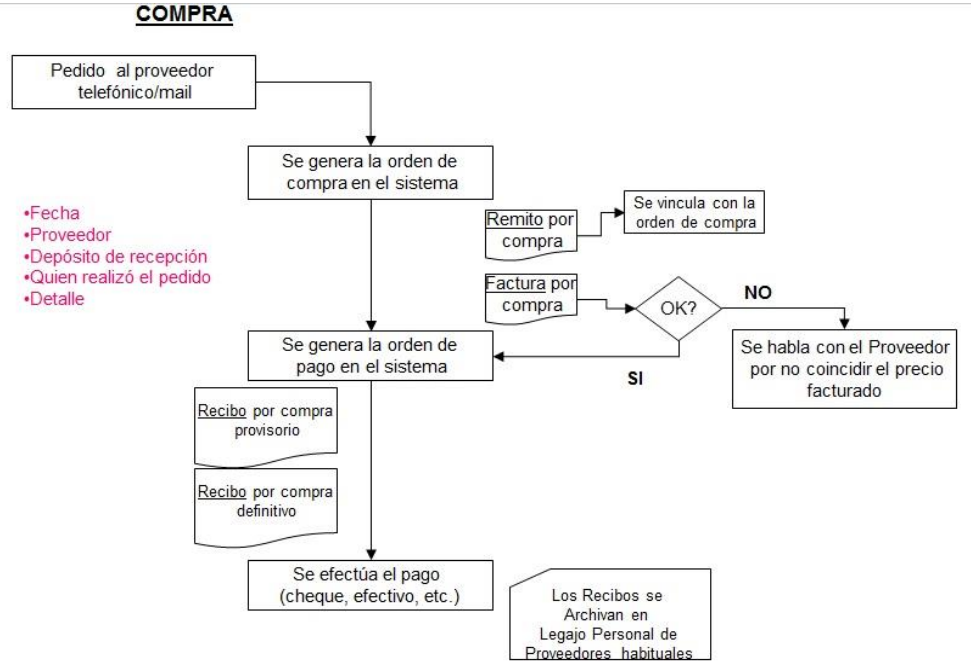 COMPRA
Pedido al proveedor
telefónico/mail
Se genera la orden de
compra en el sistema
•Fecha
•Proveedor
•Depósito de recepción
•Quien realizó el pedido
•Detalle
Remito por
compra
Se vincula con la
orden de compra
Factura por
compra
OK?
NO
Se habla con el Proveedor
por no coincidir el precio
facturado
SI
Se genera la orden de
pago en el sistema
Recibo por compra
provisorio
Recibo por compra
definitivo
Se efectúa el pago
(cheque, efectivo, etc.)
Los Recibos se
Archivan en
Legajo Personal de
Proveedores habituales